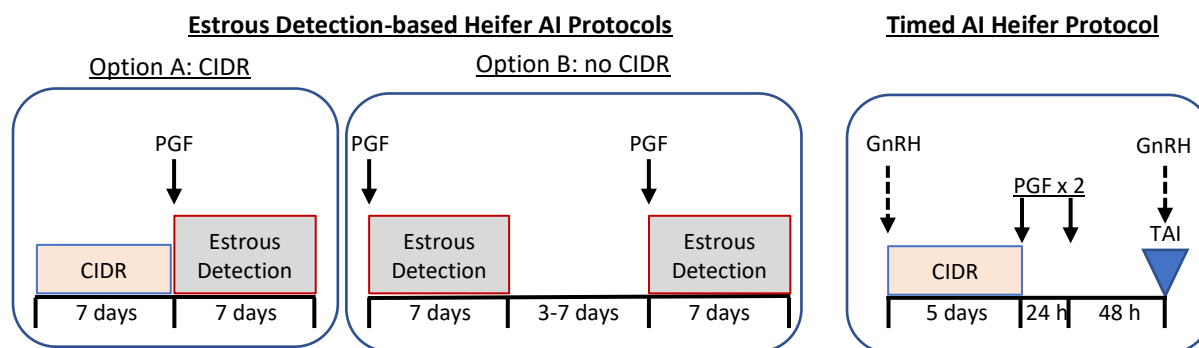 Estrous Detection-based Heifer AI Protocols
Option A: CIDR
PGF
CIDR
Estrous
Detection
7 days
7 days
Option B: no CIDR
PGF
PGF
Estrous
Detection
Estrous
Detection
7 days
3-7 days
7 days
Timed AI Heifer Protocol
GnRH
GnRH
PGF x 2
TAI
CIDR
5 days
24 h
48 h